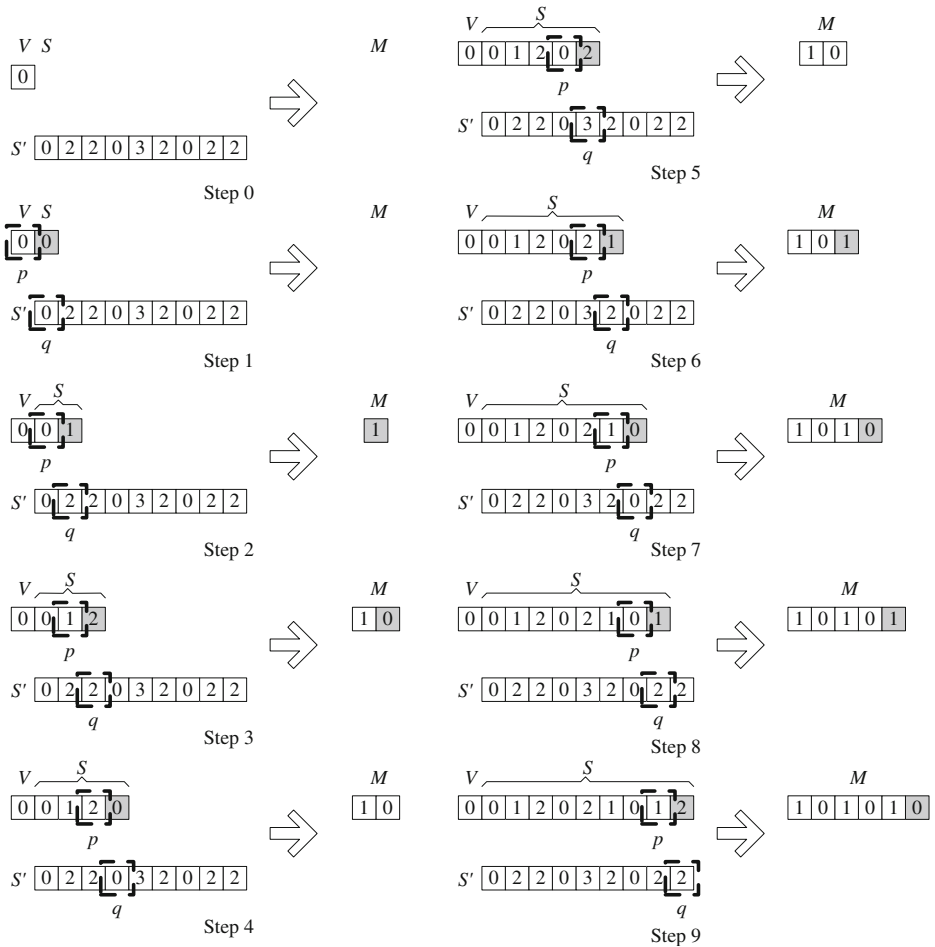 V S
M
0
S' 0 2 2 0 3 2 0 2 2
Step 0
V S
M
0 0
p
S' 0 2 2 0 3 2 0 2 2
q
Step 1
V S
M
0 0 1
1
p
S' 0 2 2 0 3 2 0 2 2
q
Step 2
V S
M
0 0 1 2
1 0
p
S' 0 2 2 0 3 2 0 2 2
q
Step 3
V S
M
0 0 1 2 0
1 0
p
S' 0 2 2 0 3 2 0 2 2
q
Step 4
V S
M
0 0 1 2 0 2
1 0
p
S' 0 2 2 0 3 2 0 2 2
q
Step 5
V S
M
0 0 1 2 0 2 1
1 0 1
p
S' 0 2 2 0 3 2 0 2 2
q
Step 6
V S
M
0 0 1 2 0 2 1 0
1 0 1 0
p
S' 0 2 2 0 3 2 0 2 2
q
Step 7
V S
M
0 0 1 2 0 2 1 0 1
1 0 1 0 1
p
S' 0 2 2 0 3 2 0 2 2
q
Step 8
V S
M
0 0 1 2 0 2 1 0 1 2
1 0 1 0 1 0
p
S' 0 2 2 0 3 2 0 2 2
q
Step 9